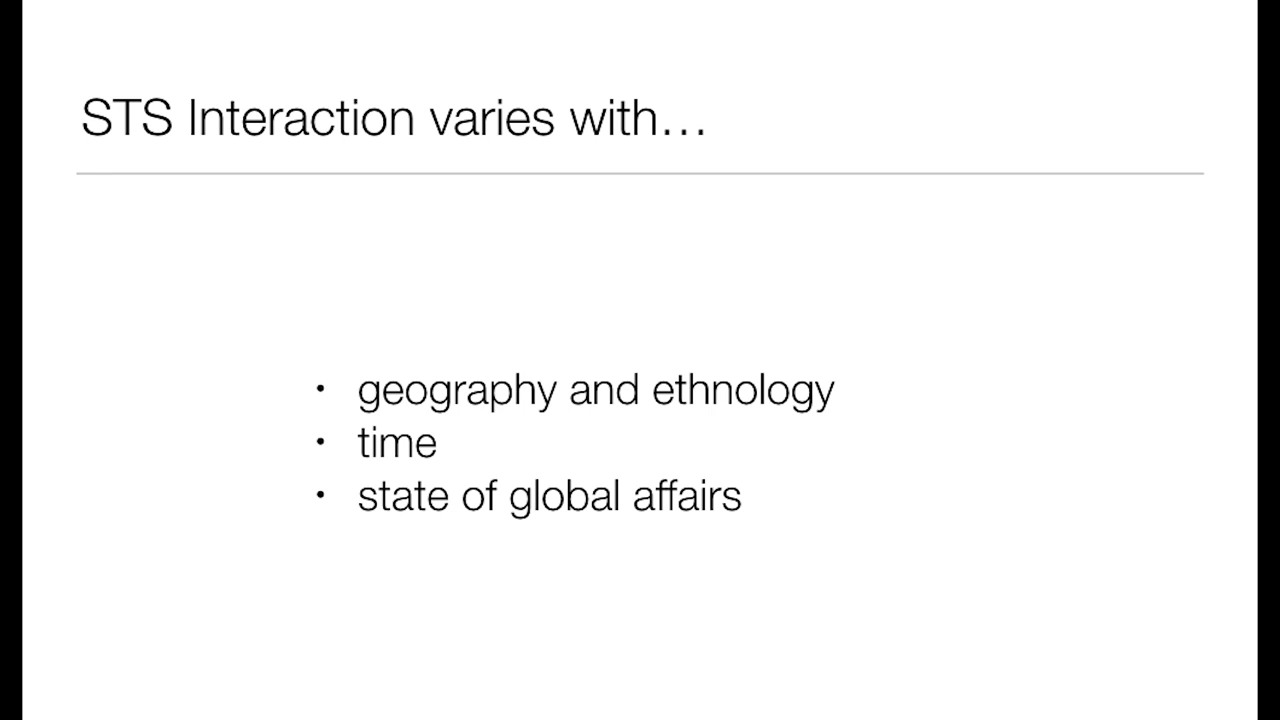 STS Interaction varies with…
• geography and ethnology
• time
• state of global affairs